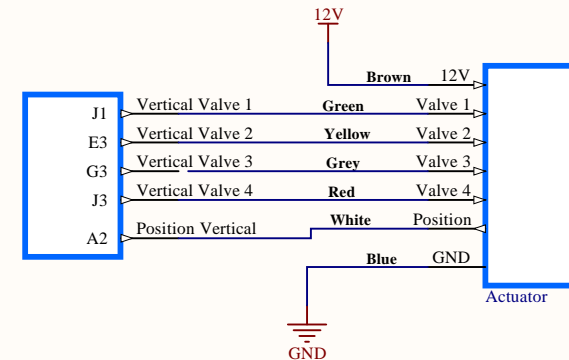 12V
Brown 12V
J1 Vertical Valve 1 Green Valve 1
E3 Vertical Valve 2 Yellow Valve 2
G3 Vertical Valve 3 Grey Valve 3
J3 Vertical Valve 4 Red Valve 4
White Position
A2 Position Vertical
Blue GND
Actuator
GND